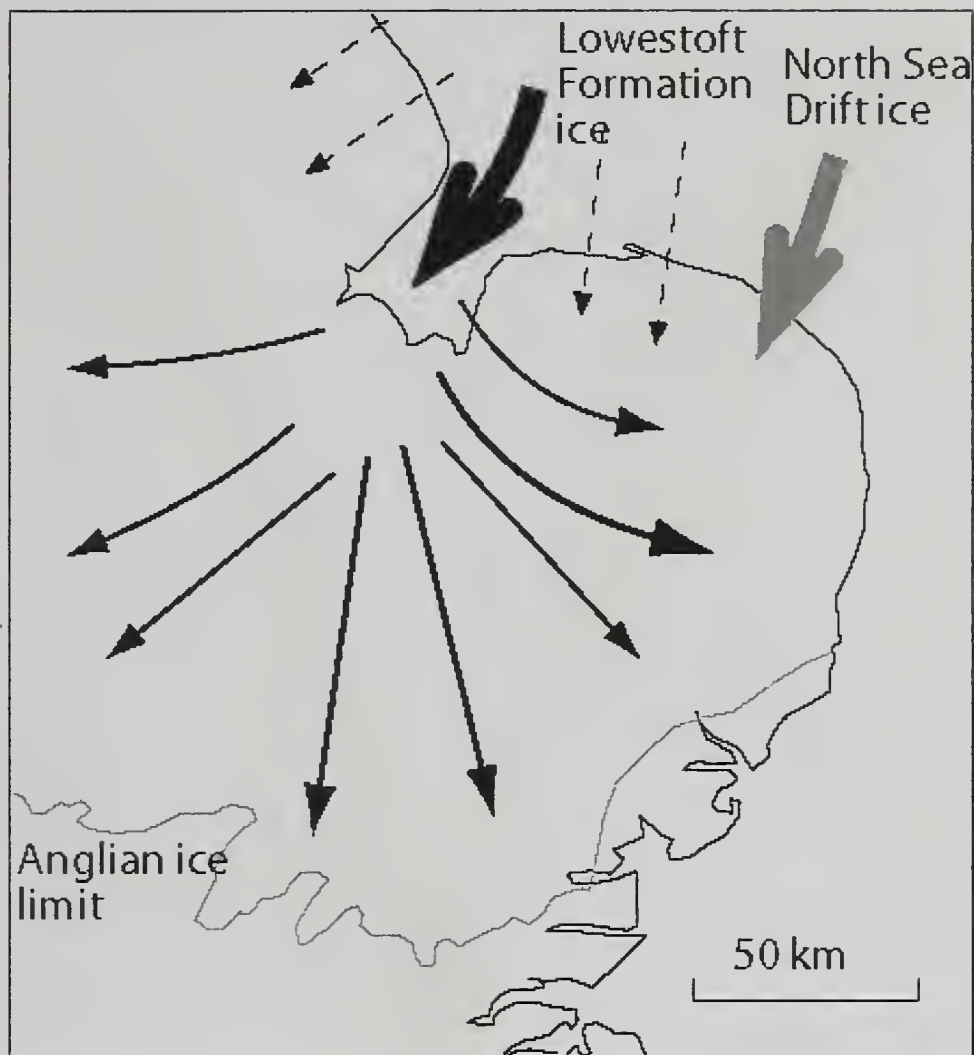 Lowestoft
Formation
ice
North Sea
Drift ice
Anglian ice
limit
50 km